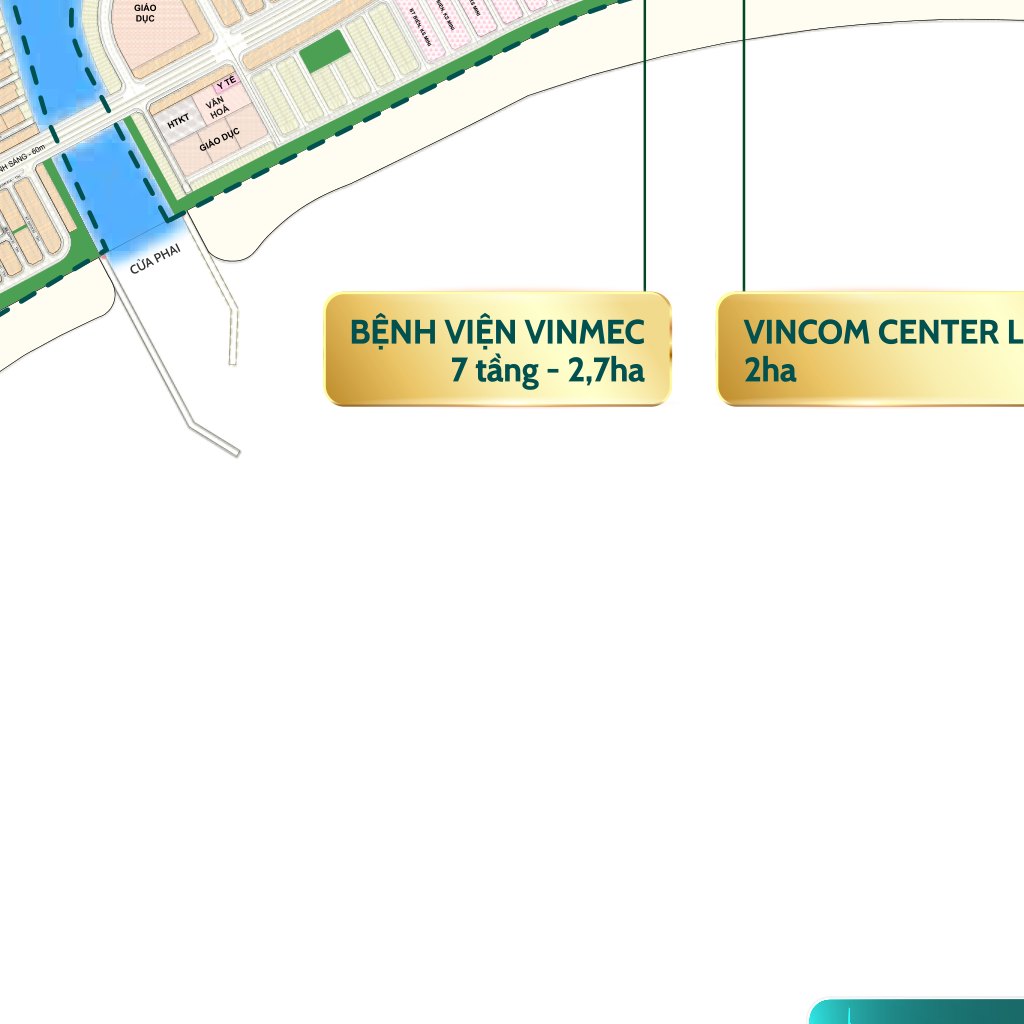 GIÁO
DỤC
Y TẾ
VĂN
HOÁ
HTKT
GIÁO DỤC
CỬA PHAI
BỆNH VIỆN VINMEC
7 tầng - 2,7ha
VINCOM CENTER L
2ha